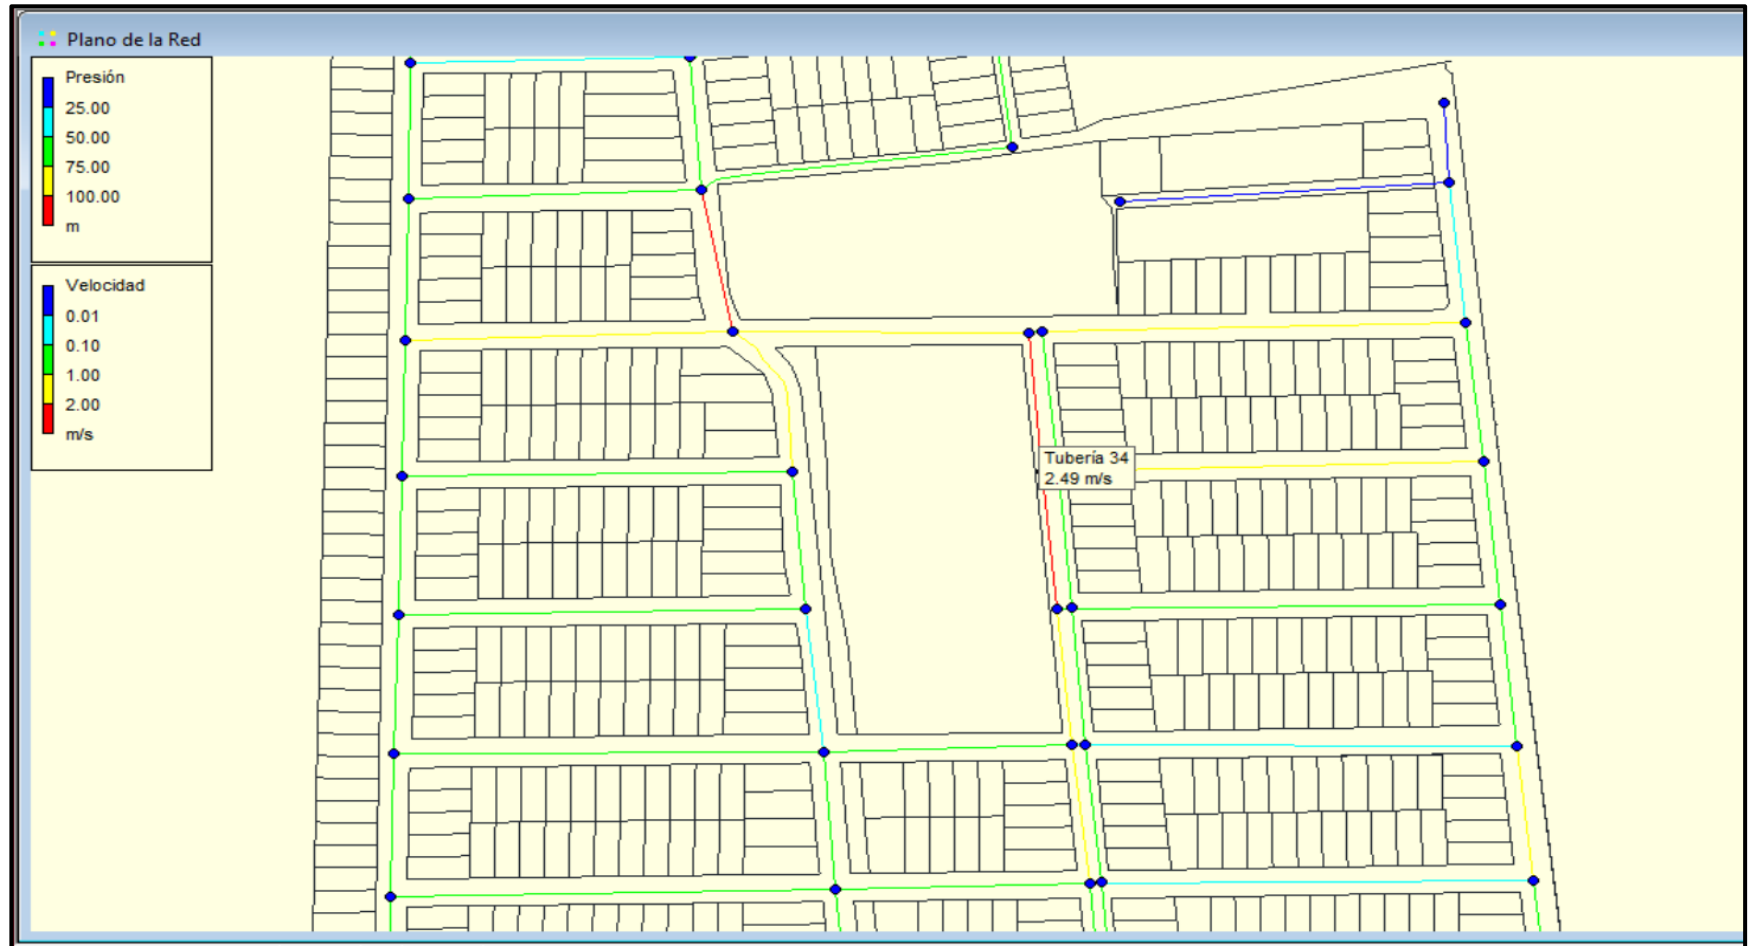 Plano de la Red
Presión
25.00
50.00
75.00
100.00
m
Velocidad
0.01
0.10
1.00
2.00
m/s
Tubería 34
2.49 m/s